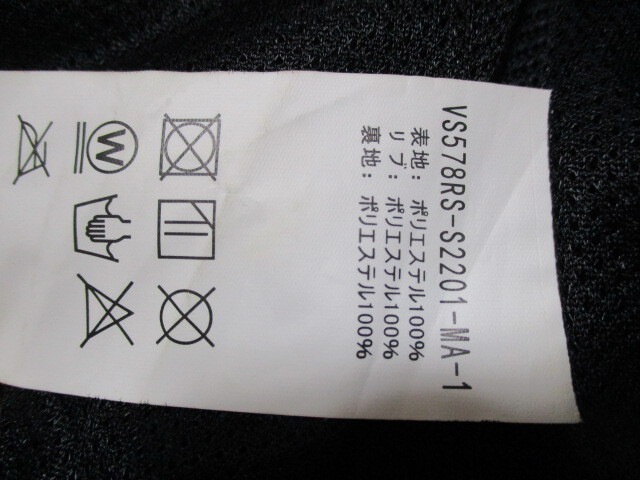 VS578RS-S2201-MA-1
表地: ポリエステル100%
リブ: ポリエステル100%
裏地: ポリエステル100%
W